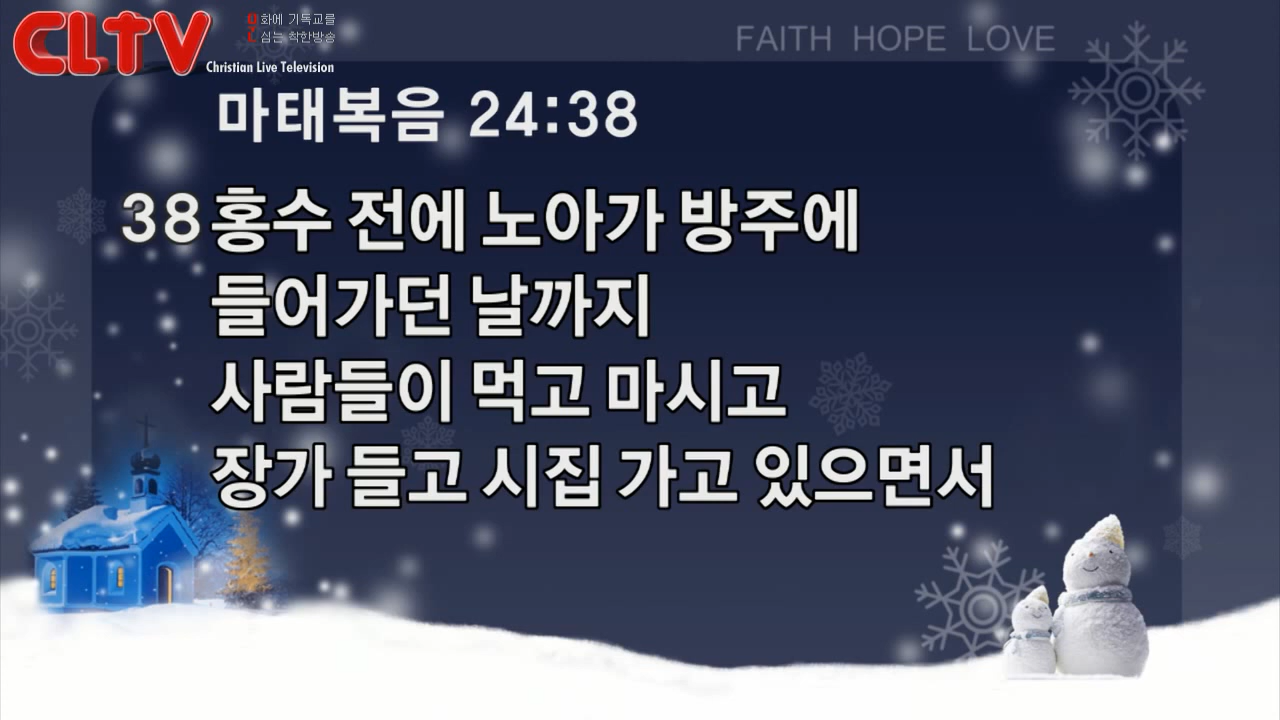 CLTV
문화에 기독교를
심는 착한방송
Christian Live Television
FAITH HOPE LOVE
마태복음 24:38
38 홍수 전에 노아가 방주에
들어가던 날까지
사람들이 먹고 마시고
장가 들고 시집 가고 있으면서